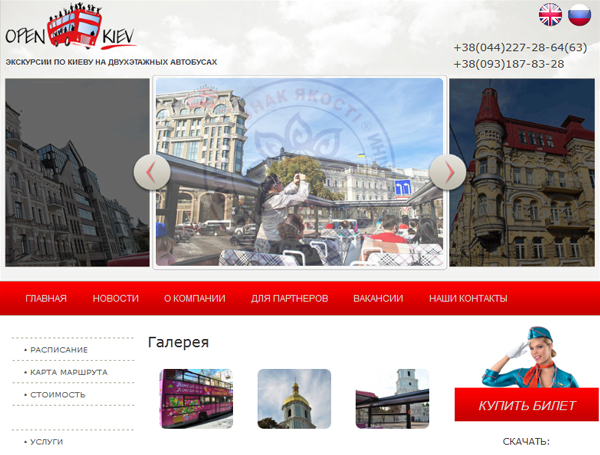 OPEN KIEV
ЭКСКУРСИИ ПО КИЕВУ НА ДВУХЭТАЖНЫХ АВТОБУСАХ
+38(044)227-28-64(63)
+38(093)187-83-28
ЗНАК ЯКОСТІ
ГЛАВНАЯ НОВОСТИ О КОМПАНИИ ДЛЯ ПАРТНЕРОВ ВАКАНСИИ НАШИ КОНТАКТЫ
Галерея
• РАСПИСАНИЕ
• КАРТА МАРШРУТА
• СТОИМОСТЬ
• УСЛУГИ
КУПИТЬ БИЛЕТ
СКАЧАТЬ: